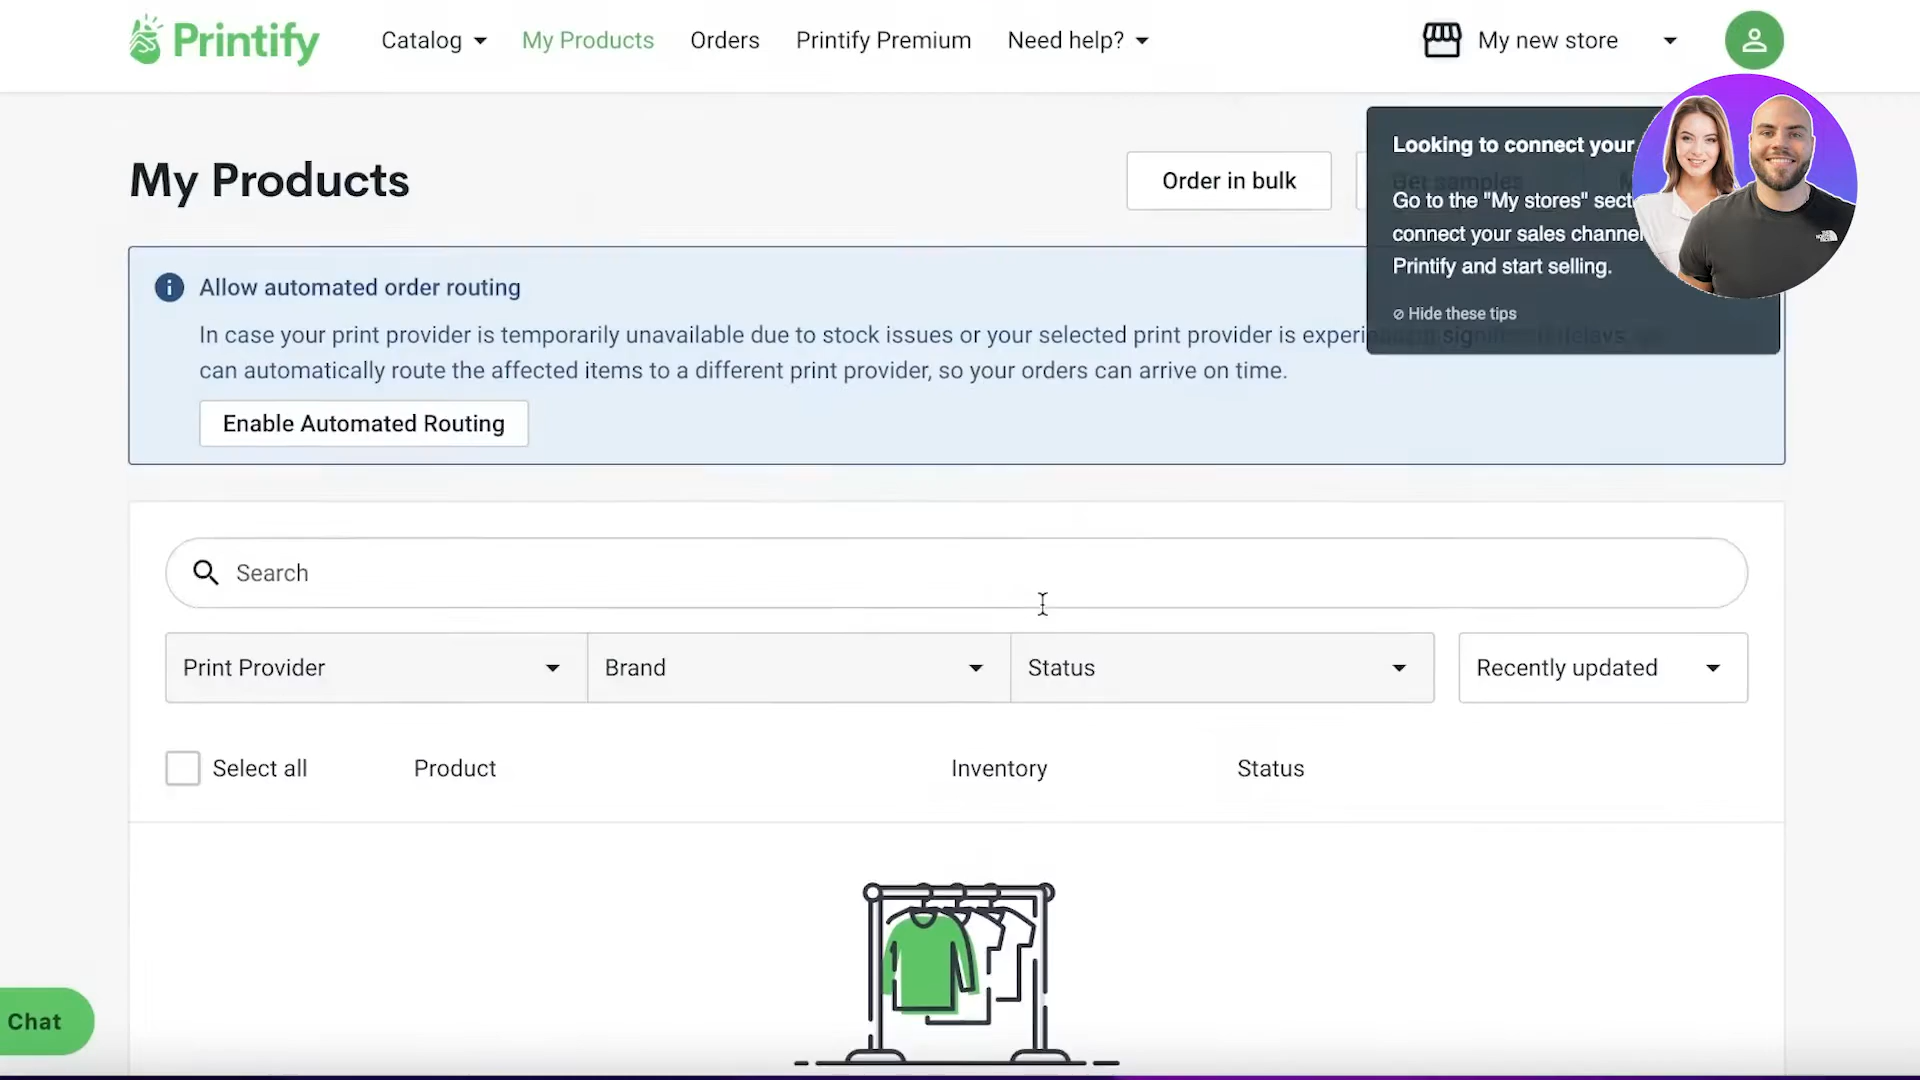 Printify
Catalog
My Products
Orders
Printify Premium
Need help?
My new store
My Products
Order in bulk
Get samples
Looking to connect your
Go to the "My stores"
connect your sales channel
Printify and start selling.
Hide these tips
Allow automated order routing
In case your print provider is temporarily unavailable due to stock issues or your selected print provider is
can automatically route the affected items to a different print provider, so your orders can arrive on time.
Enable Automated Routing
Search
Print Provider
Brand
Status
Recently updated
Select all
Product
Inventory
Status
Chat